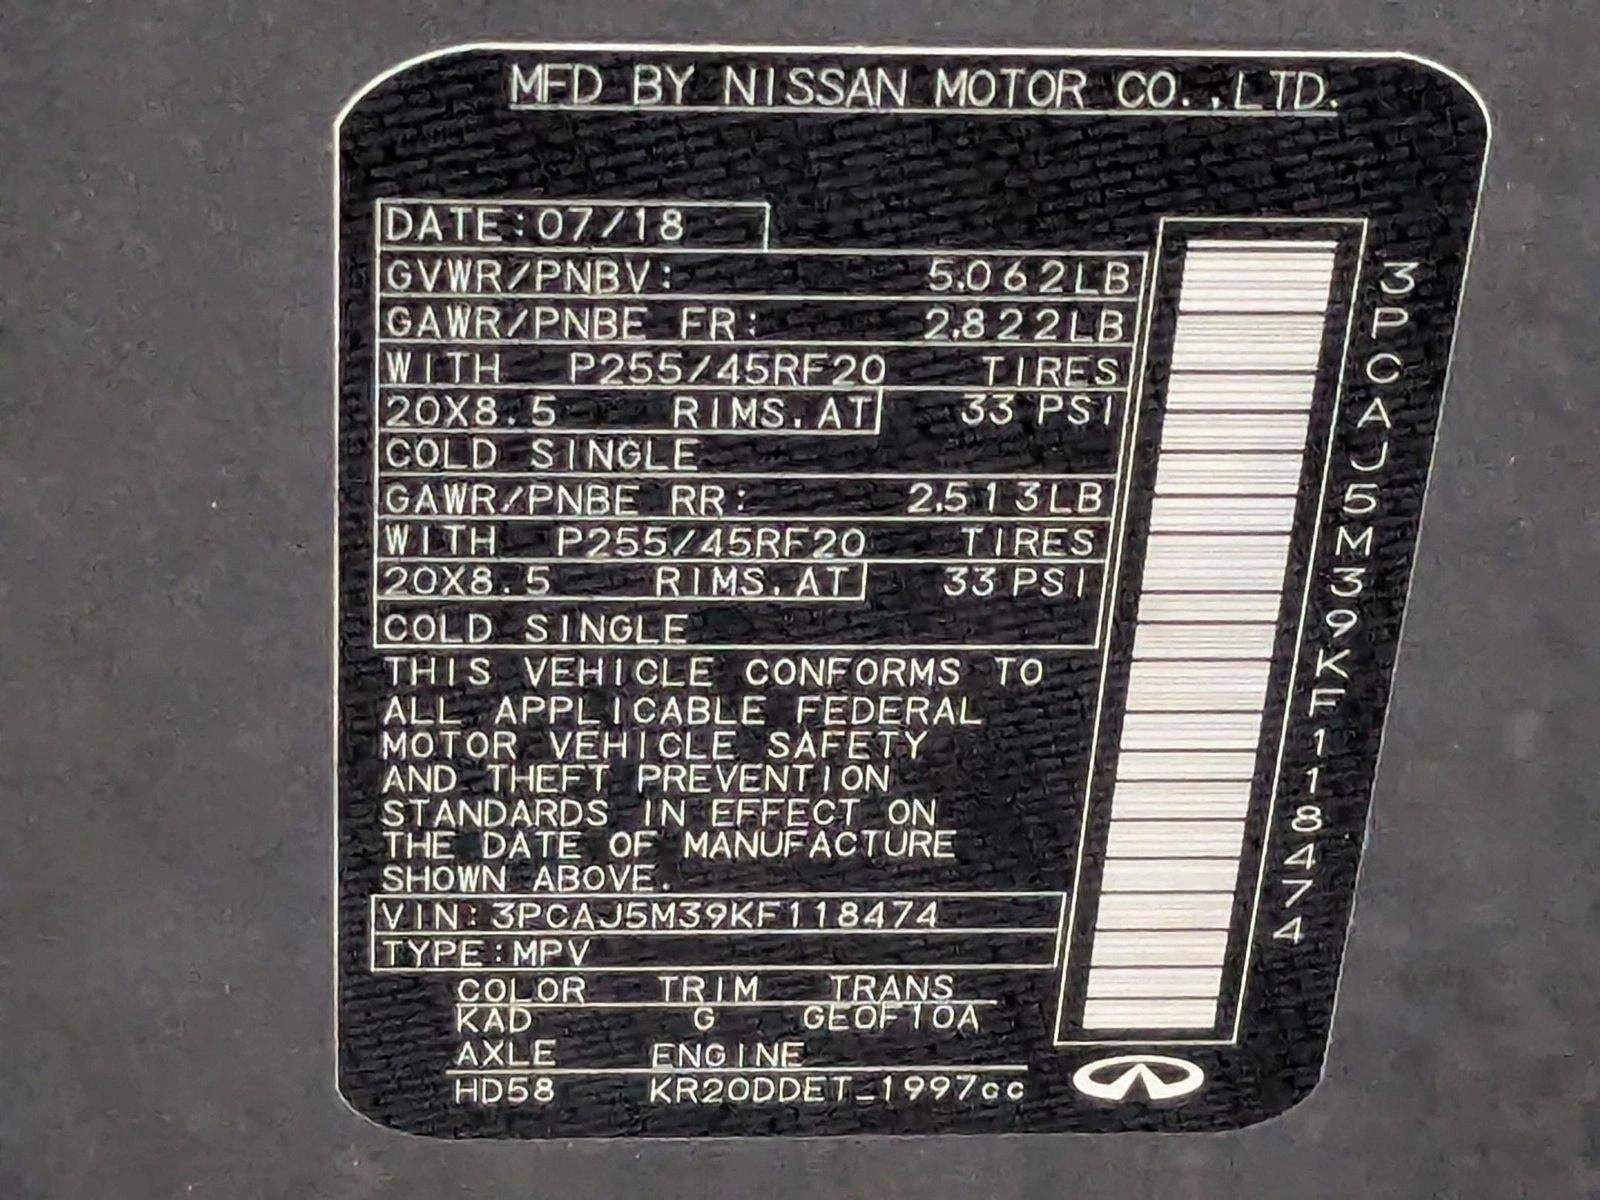 MFD BY NISSAN MOTOR CO.,LTD.
DATE:07/18
GVWR/PNBV: 5,062LB
GAWR/PNBE FR: 2,822LB
WITH P255/45RF20 TIRES
20X8.5 RIMS,AT 33 PSI
COLD SINGLE
GAWR/PNBE RR: 2,513LB
WITH P255/45RF20 TIRES
20X8.5 RIMS,AT 33 PSI
COLD SINGLE
THIS VEHICLE CONFORMS TO
ALL APPLICABLE FEDERAL
MOTOR VEHICLE SAFETY
AND THEFT PREVENTION
STANDARDS IN EFFECT ON
THE DATE OF MANUFACTURE
SHOWN ABOVE.
VIN:3PCAJ5M39KF118474
TYPE:MPV
COLOR TRIM TRANS
KAD G GE0F10A
AXLE ENGINE
HD58 KR20DDET_1997cc
3PCAJ5M39KF118474